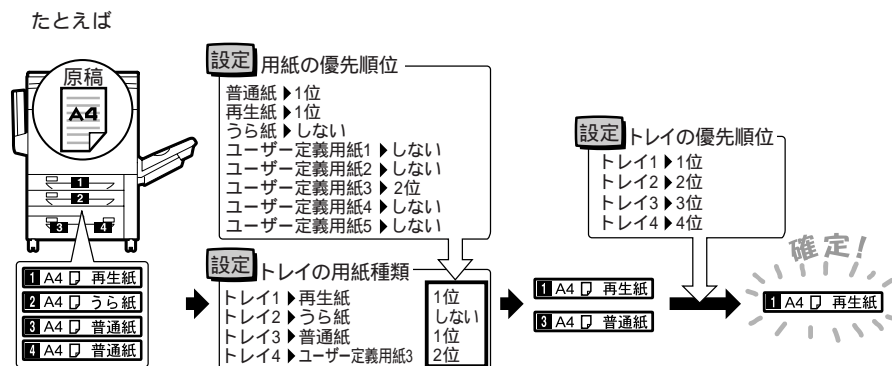 たとえば
原稿
A4
1
2
3 4
1 A4 再生紙
2 A4 うら紙
3 A4 普通紙
4 A4 普通紙
設定 用紙の優先順位
普通紙▶1位
再生紙▶1位
うら紙▶しない
ユーザー定義用紙1▶しない
ユーザー定義用紙2▶しない
ユーザー定義用紙3▶2位
ユーザー定義用紙4▶しない
ユーザー定義用紙5▶しない
設定 トレイの用紙種類
トレイ1▶再生紙 1位
トレイ2▶うら紙 しない
トレイ3▶普通紙 1位
トレイ4▶ユーザー定義用紙3 2位
1 A4 再生紙
3 A4 普通紙
設定 トレイの優先順位
トレイ1▶1位
トレイ2▶2位
トレイ3▶3位
トレイ4▶4位
確定!
1 A4 再生紙